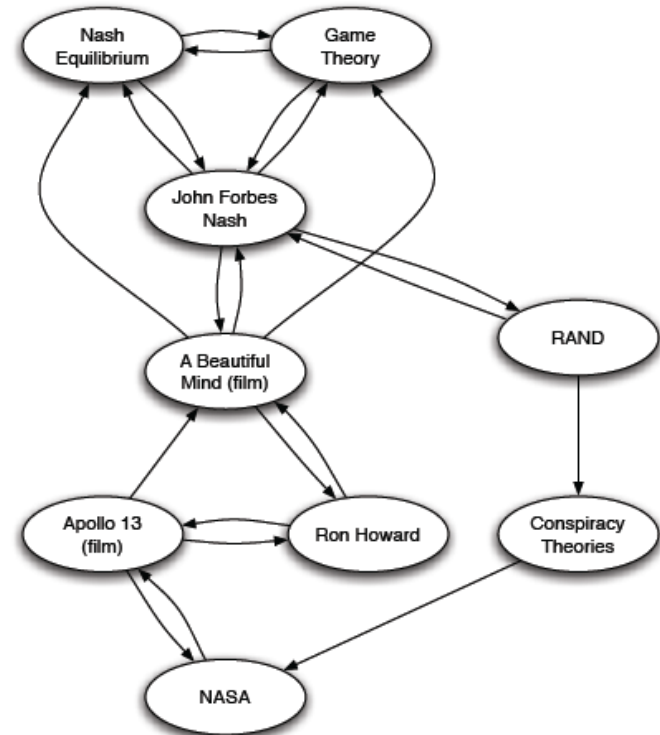 Nash
Equilibrium
Game
Theory
John Forbes
Nash
RAND
A Beautiful
Mind (film)
Apollo 13
(film)
Ron Howard
Conspiracy
Theories
NASA